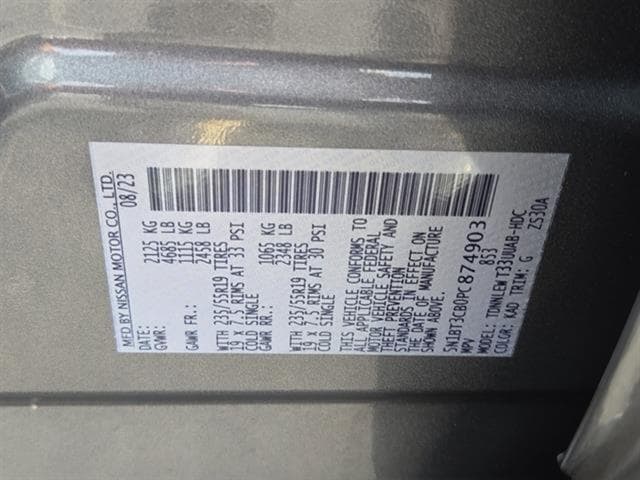 MFD BY NISSAN MOTOR CO., LTD.
DATE: 08/23
GVWR: 2125 KG
4685 LB
GAWR FR.: 1115 KG
2458 LB
WITH 235/55R19 TIRES
19 X 7.5 RIMS AT 33 PSI
COLD SINGLE
GAWR RR.: 1065 KG
2348 LB
WITH 235/55R19 TIRES
19 X 7.5 RIMS AT 30 PSI
COLD SINGLE
THIS VEHICLE CONFORMS TO
ALL APPLICABLE FEDERAL
MOTOR VEHICLE SAFETY AND
THEFT PREVENTION
STANDARDS IN EFFECT ON
THE DATE OF MANUFACTURE
SHOWN ABOVE.
5N1BT3CB0PC874903
MPV 853
MODEL: TDNNLEWT33UUAB-HDC
COLOR: KAD TRIM: G ZS30A